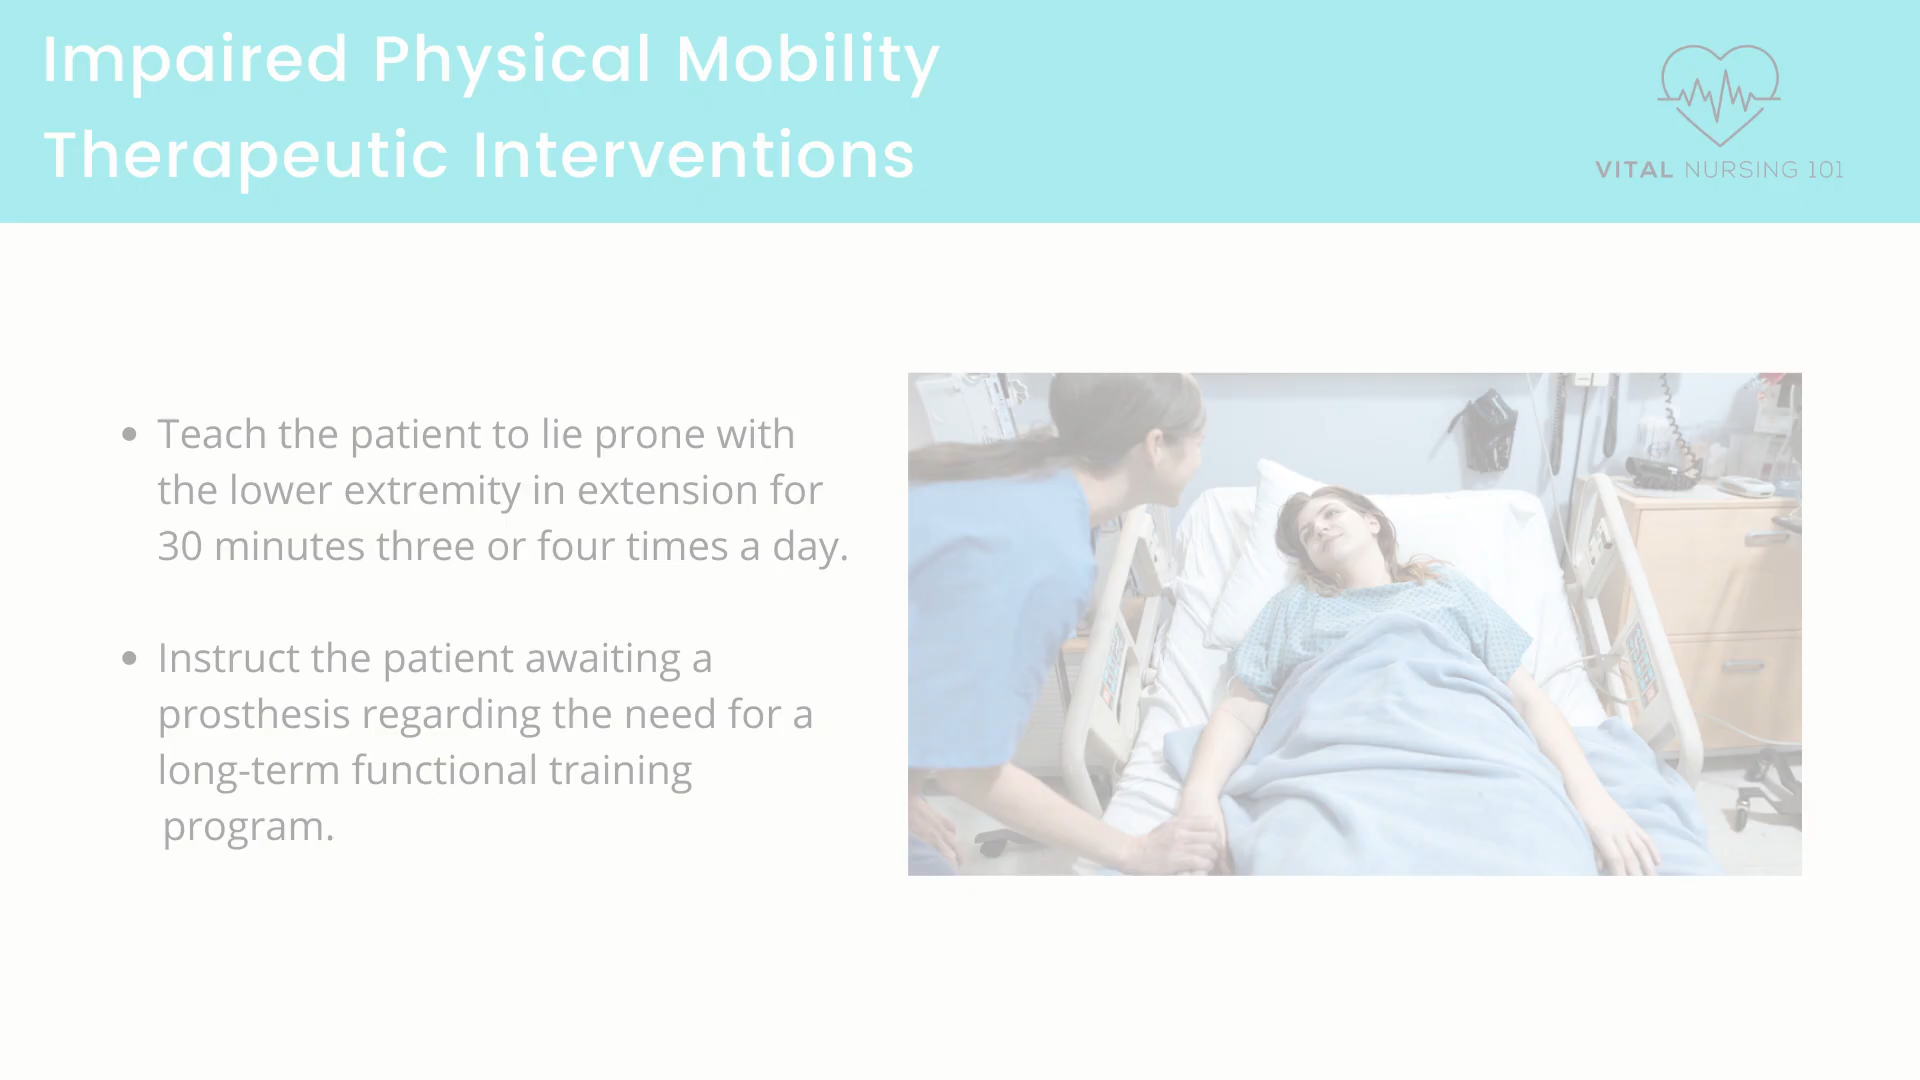 Impaired Physical Mobility
Therapeutic Interventions
VITAL NURSING 101
• Teach the patient to lie prone with
the lower extremity in extension for
30 minutes three or four times a day.
• Instruct the patient awaiting a
prosthesis regarding the need for a
long-term functional training
program.